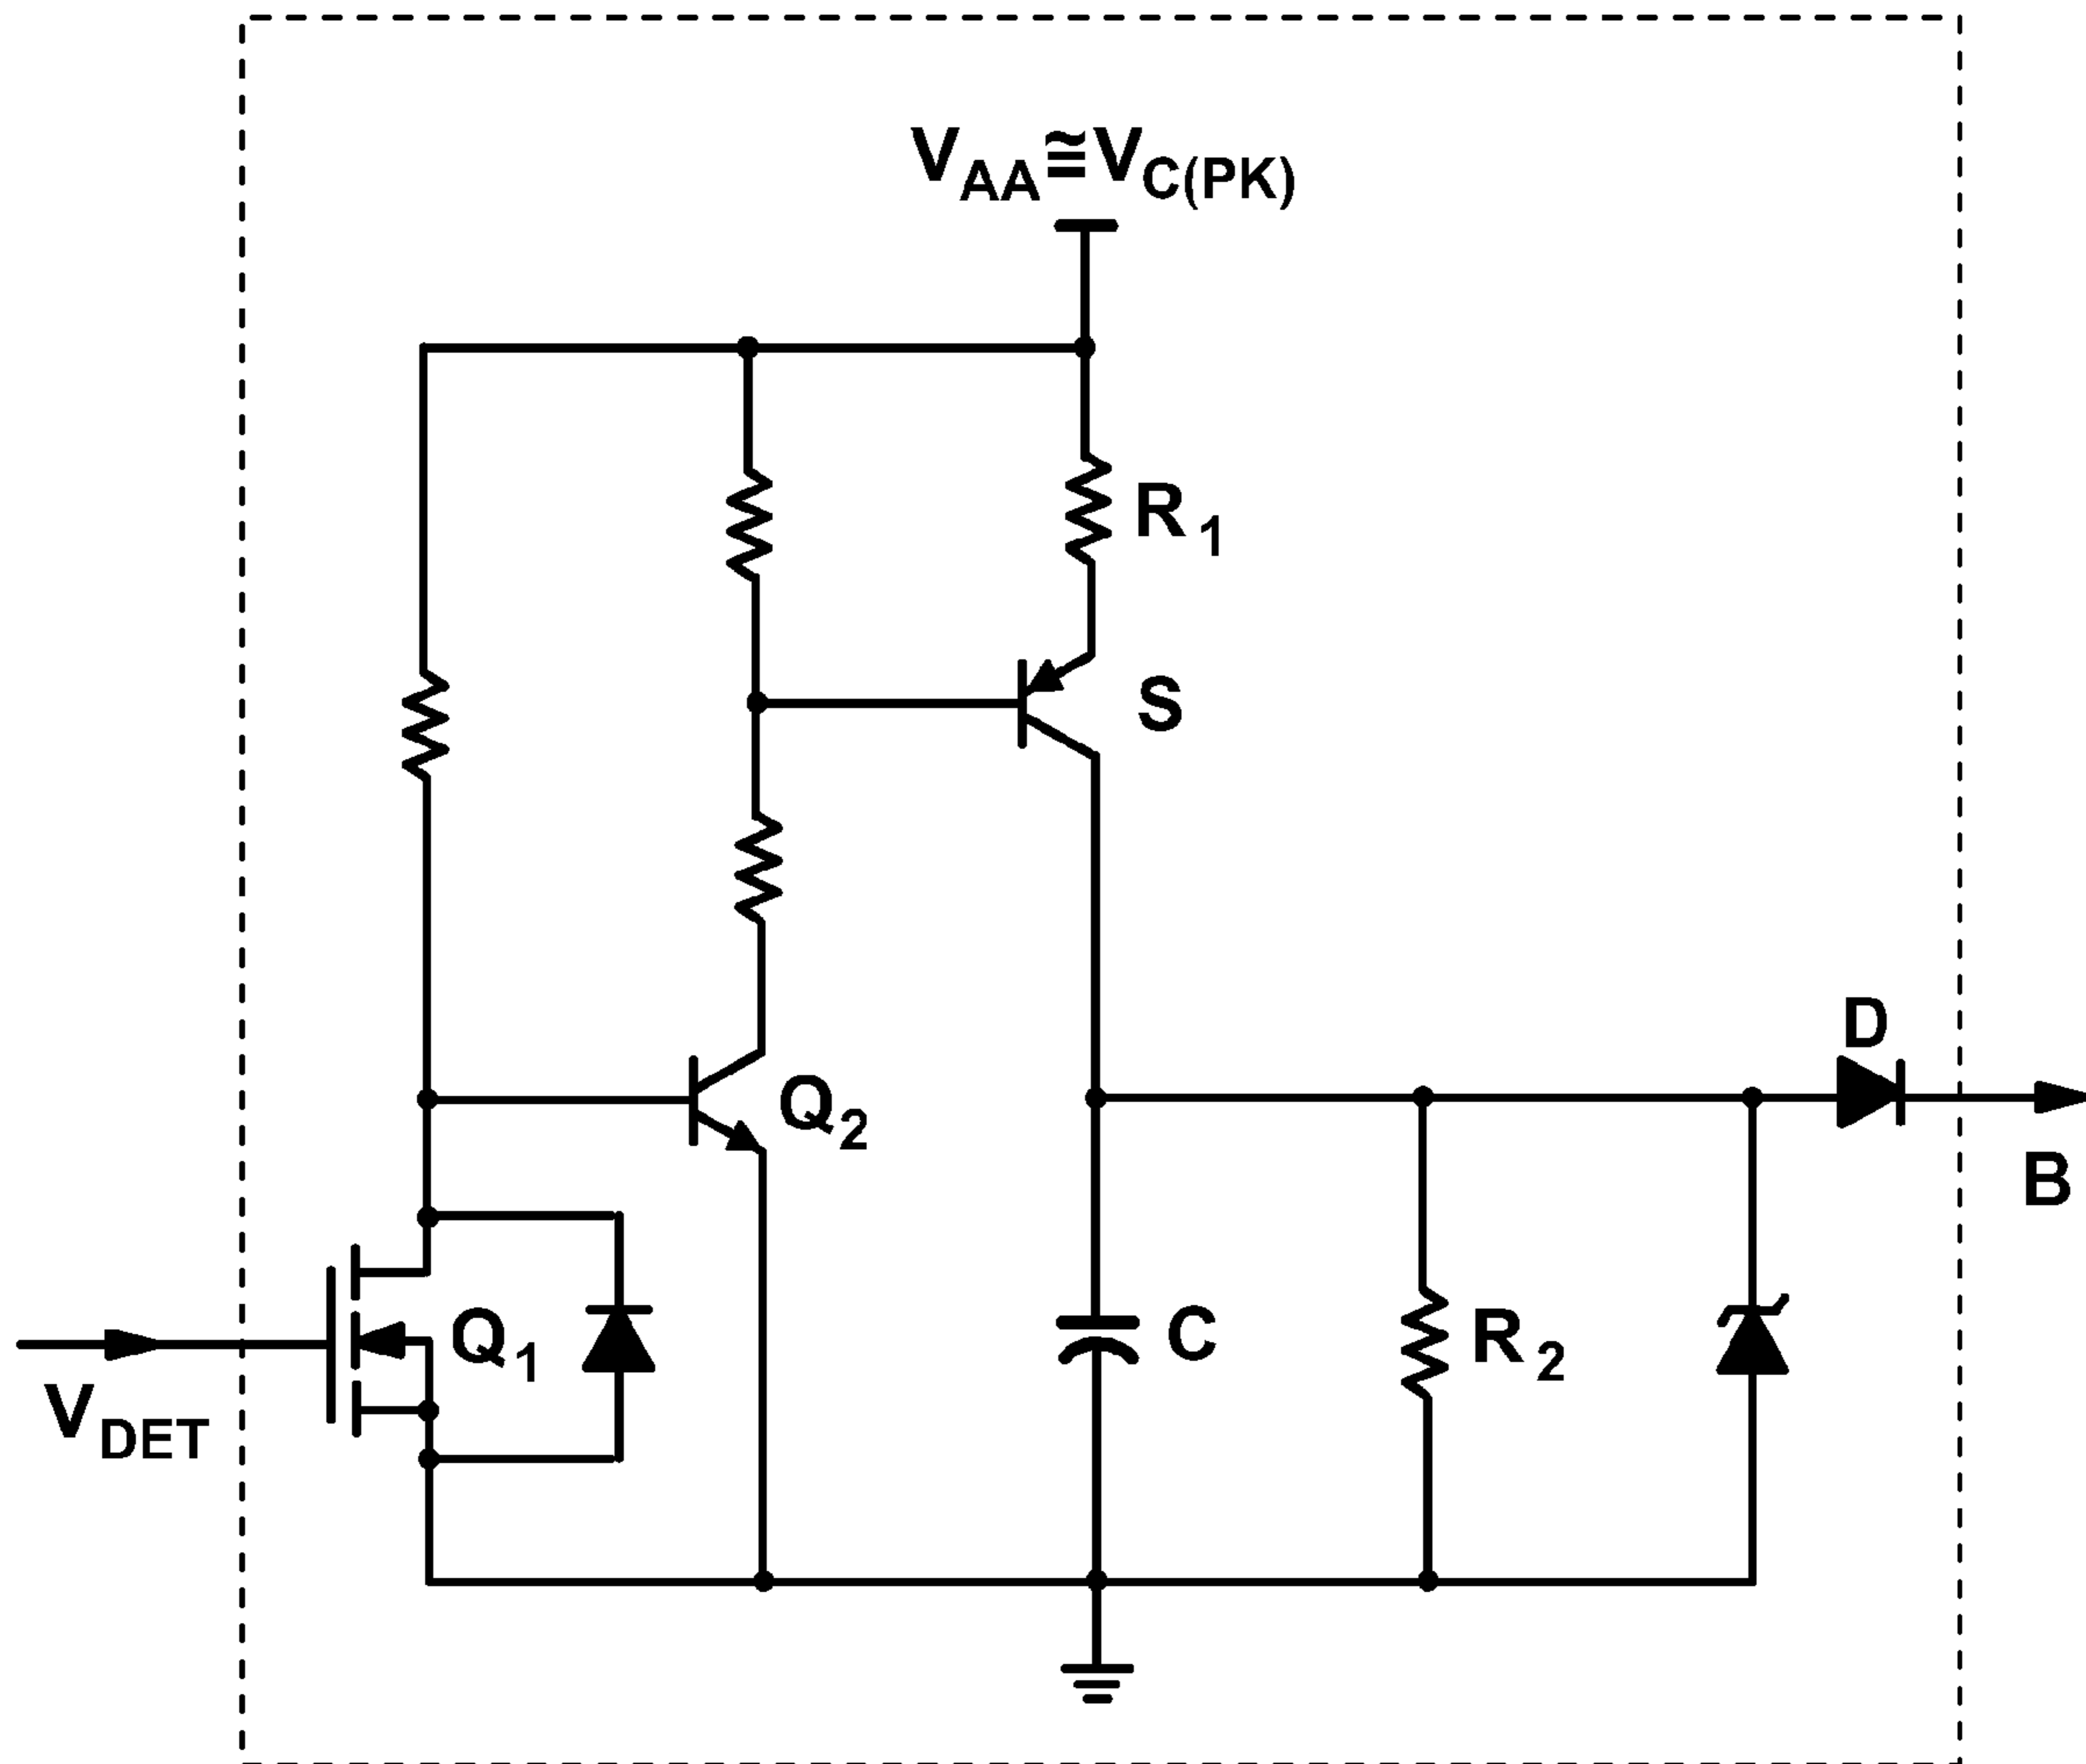 V_AA ≅ V_C(PK)
R_1
S
Q_2
D
B
Q_1
C
R_2
V_DET